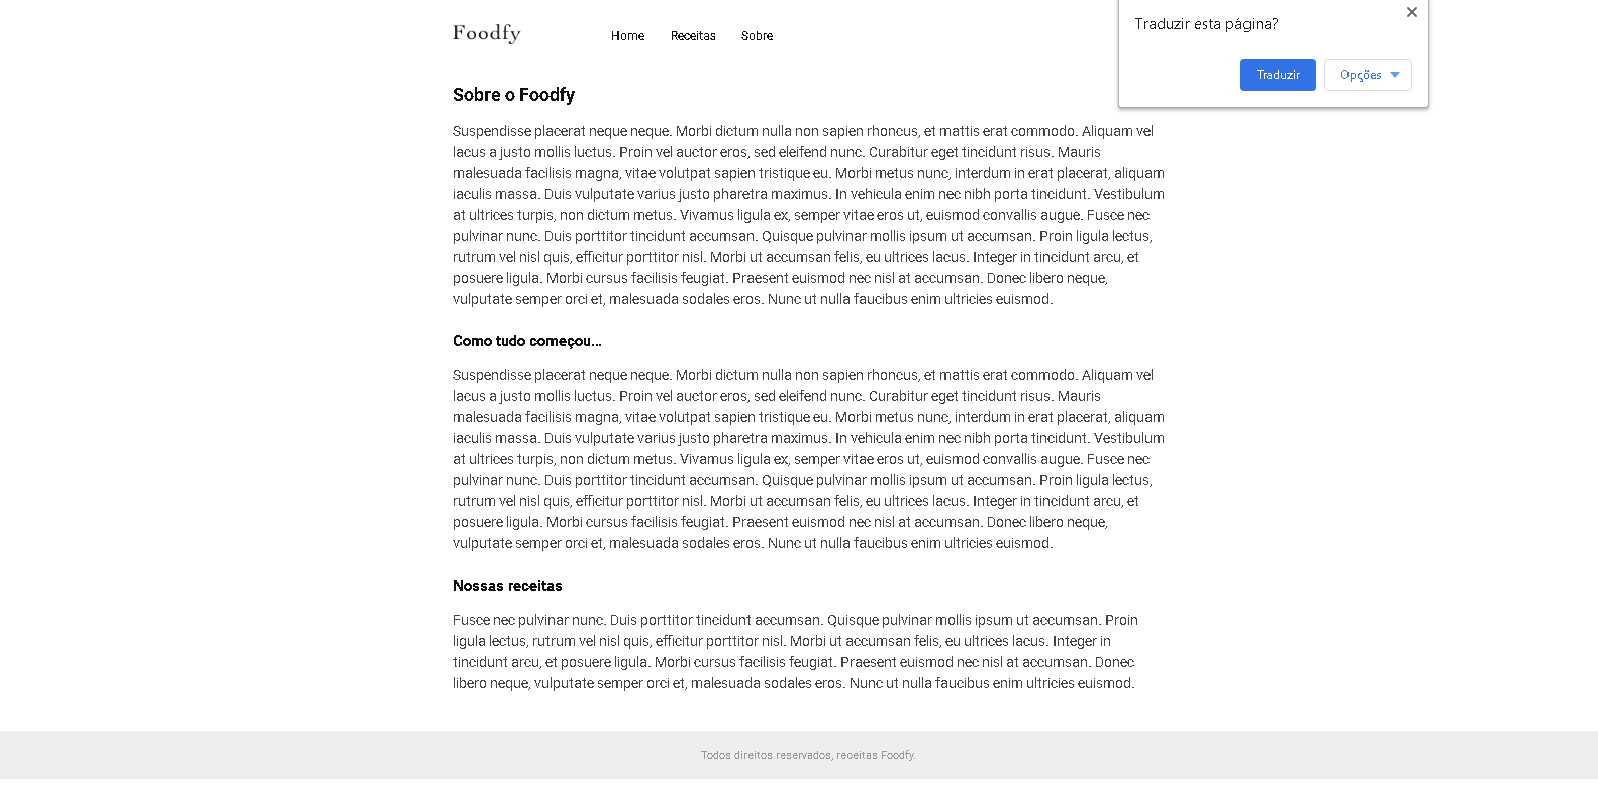 Foodfy
Home
Receitas
Sobre
Traduzir esta página?
Traduzir
Opções
Sobre o Foodfy
Suspendisse placerat neque neque. Morbi dictum nulla non sapien rhoncus, et mattis erat commodo. Aliquam vel
lacus a justo mollis luctus. Proin vel auctor eros, sed eleifend nunc. Curabitur eget tincidunt risus. Mauris
malesuada facilisis magna, vitae volutpat sapien tristique eu. Morbi metus nunc, interdum in erat placerat, aliquam
iaculis massa. Duis vulputate varius justo pharetra maximus. In vehicula enim nec nibh porta tincidunt. Vestibulum
at ultrices turpis, non dictum metus. Vivamus ligula ex, semper vitae eros ut, euismod convallis augue. Fusce nec
pulvinar nunc. Duis porttitor tincidunt accumsan. Quisque pulvinar mollis ipsum ut accumsan. Proin ligula lectus,
rutrum vel nisl quis, efficitur porttitor nisl. Morbi ut accumsan felis, eu ultrices lacus. Integer in tincidunt arcu, et
posuere ligula. Morbi cursus facilisis feugiat. Praesent euismod nec nisl at accumsan. Donec libero neque,
vulputate semper orci et, malesuada sodales eros. Nunc ut nulla faucibus enim ultricies euismod.
Como tudo começou...
Suspendisse placerat neque neque. Morbi dictum nulla non sapien rhoncus, et mattis erat commodo. Aliquam vel
lacus a justo mollis luctus. Proin vel auctor eros, sed eleifend nunc. Curabitur eget tincidunt risus. Mauris
malesuada facilisis magna, vitae volutpat sapien tristique eu. Morbi metus nunc, interdum in erat placerat, aliquam
iaculis massa. Duis vulputate varius justo pharetra maximus. In vehicula enim nec nibh porta tincidunt. Vestibulum
at ultrices turpis, non dictum metus. Vivamus ligula ex, semper vitae eros ut, euismod convallis augue. Fusce nec
pulvinar nunc. Duis porttitor tincidunt accumsan. Quisque pulvinar mollis ipsum ut accumsan. Proin ligula lectus,
rutrum vel nisl quis, efficitur porttitor nisl. Morbi ut accumsan felis, eu ultrices lacus. Integer in tincidunt arcu, et
posuere ligula. Morbi cursus facilisis feugiat. Praesent euismod nec nisl at accumsan. Donec libero neque,
vulputate semper orci et, malesuada sodales eros. Nunc ut nulla faucibus enim ultricies euismod.
Nossas receitas
Fusce nec pulvinar nunc. Duis porttitor tincidunt accumsan. Quisque pulvinar mollis ipsum ut accumsan. Proin
ligula lectus, rutrum vel nisl quis, efficitur porttitor nisl. Morbi ut accumsan felis, eu ultrices lacus. Integer in
tincidunt arcu, et posuere ligula. Morbi cursus facilisis feugiat. Praesent euismod nec nisl at accumsan. Donec
libero neque, vulputate semper orci et, malesuada sodales eros. Nunc ut nulla faucibus enim ultricies euismod.
Todos direitos reservados, receitas Foodfy.